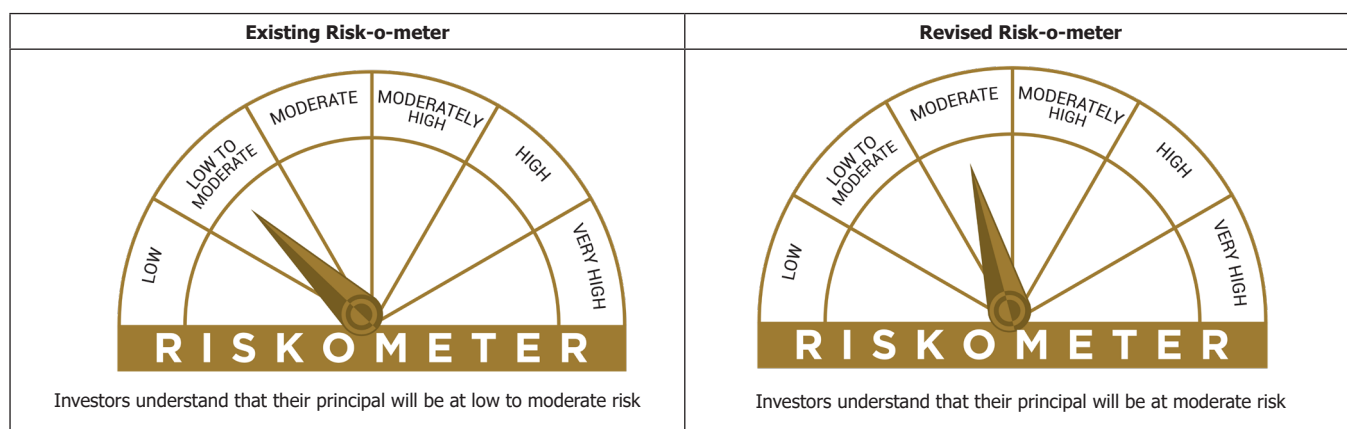 Existing Risk-o-meter
Revised Risk-o-meter
LOW
LOW TO
MODERATE
MODERATE
MODERATELY
HIGH
HIGH
VERY HIGH
RISKOMETER
Investors understand that their principal will be at low to moderate risk
LOW
LOW TO
MODERATE
MODERATE
MODERATELY
HIGH
HIGH
VERY HIGH
RISKOMETER
Investors understand that their principal will be at moderate risk